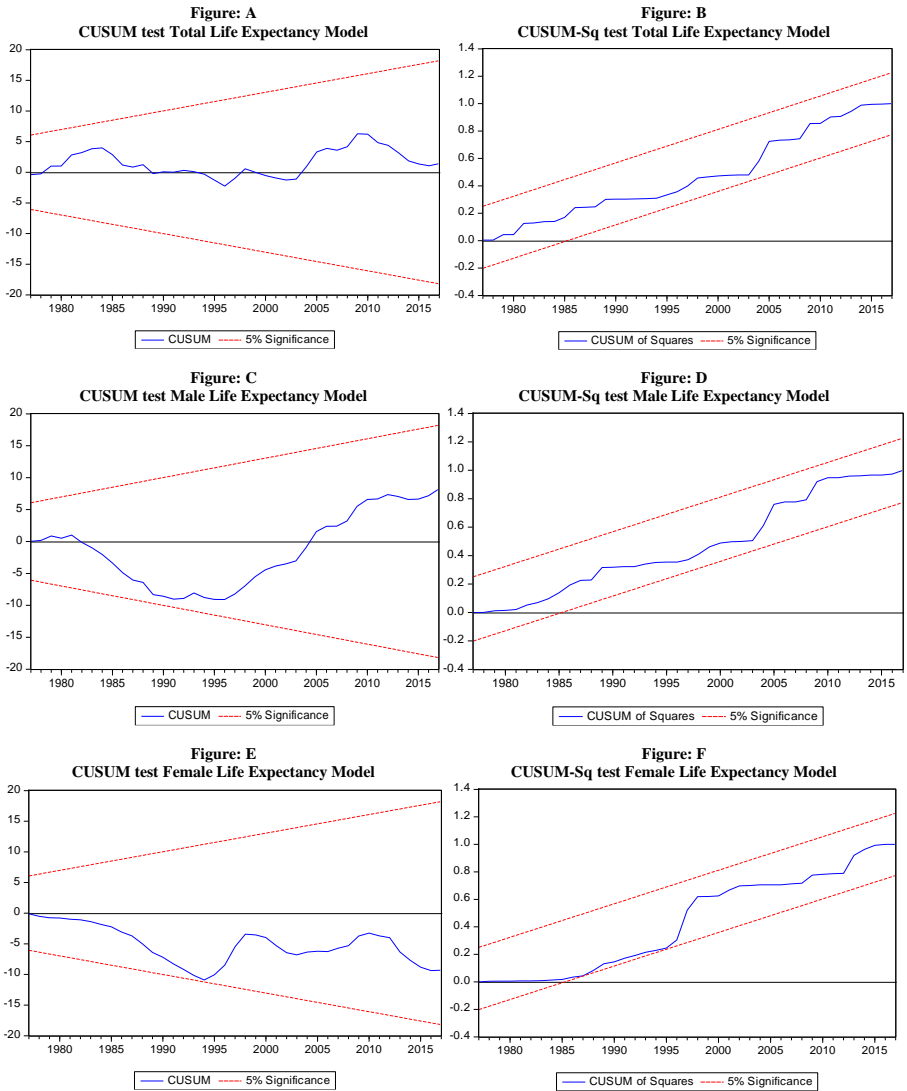 Figure: A
CUSUM test Total Life Expectancy Model
20
15
10
5
0
-5
-10
-15
-20
1980 1985 1990 1995 2000 2005 2010 2015
CUSUM 5% Significance
Figure: B
CUSUM-Sq test Total Life Expectancy Model
1.4
1.2
1.0
0.8
0.6
0.4
0.2
0.0
-0.2
-0.4
1980 1985 1990 1995 2000 2005 2010 2015
CUSUM of Squares 5% Significance
Figure: C
CUSUM test Male Life Expectancy Model
20
15
10
5
0
-5
-10
-15
-20
1980 1985 1990 1995 2000 2005 2010 2015
CUSUM 5% Significance
Figure: D
CUSUM-Sq test Male Life Expectancy Model
1.4
1.2
1.0
0.8
0.6
0.4
0.2
0.0
-0.2
-0.4
1980 1985 1990 1995 2000 2005 2010 2015
CUSUM of Squares 5% Significance
Figure: E
CUSUM test Female Life Expectancy Model
20
15
10
5
0
-5
-10
-15
-20
1980 1985 1990 1995 2000 2005 2010 2015
CUSUM 5% Significance
Figure: F
CUSUM-Sq test Female Life Expectancy Model
1.4
1.2
1.0
0.8
0.6
0.4
0.2
0.0
-0.2
-0.4
1980 1985 1990 1995 2000 2005 2010 2015
CUSUM of Squares 5% Significance